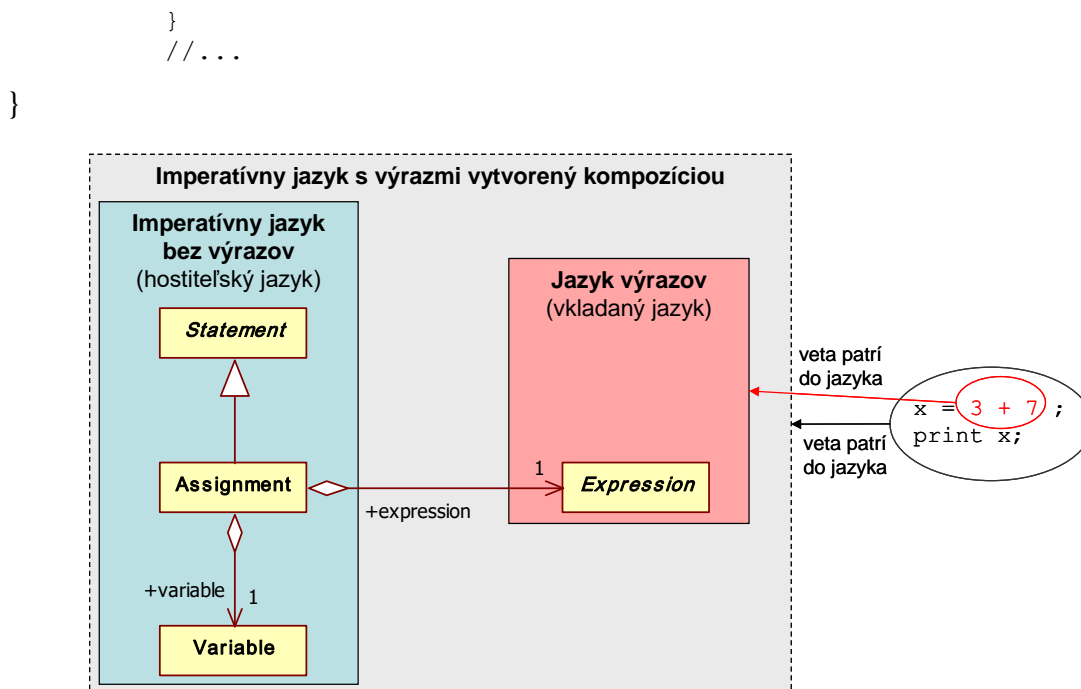 }
//...
}
Imperatívny jazyk s výrazmi vytvorený kompozíciou
Imperatívny jazyk
bez výrazov
(hostiteľský jazyk)
Statement
Assignment
+variable
1
Variable
+expression
1
Jazyk výrazov
(vkladaný jazyk)
Expression
veta patrí
do jazyka
veta patrí
do jazyka
x = 3 + 7 ;
print x;